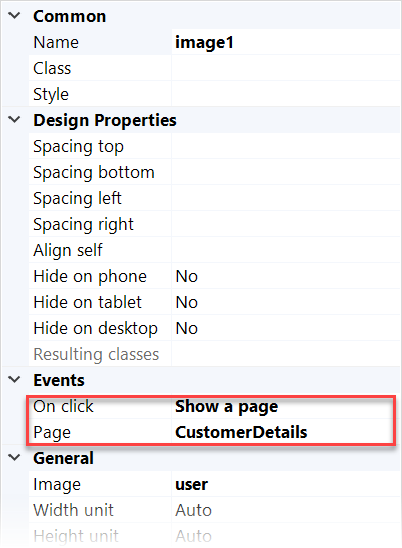 Common
Name image1
Class
Style
Design Properties
Spacing top
Spacing bottom
Spacing left
Spacing right
Align self
Hide on phone No
Hide on tablet No
Hide on desktop No
Resulting classes
Events
On click Show a page
Page CustomerDetails
General
Image user
Width unit Auto
Height unit Auto